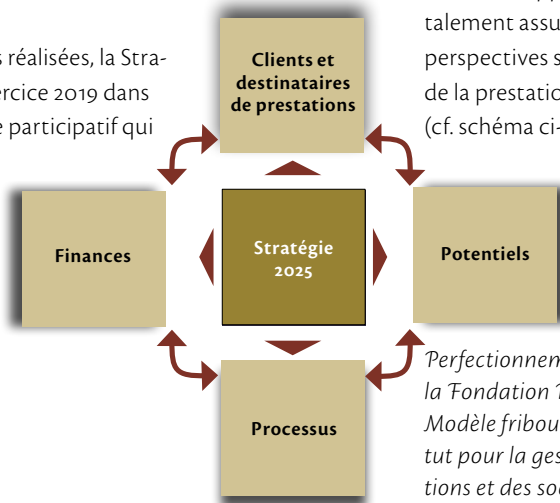 s réalisées, la Stra-
ercice 2019 dans
e participatif qui
Clients et
destinataires
de prestations
talement assu
perspectives s
de la prestatio
(cf. schéma ci-
Finances
Stratégie
2025
Potentiels
Processus
Perfectionnem
la Fondation
Modèle fribou
tut pour la ges
tions et des so